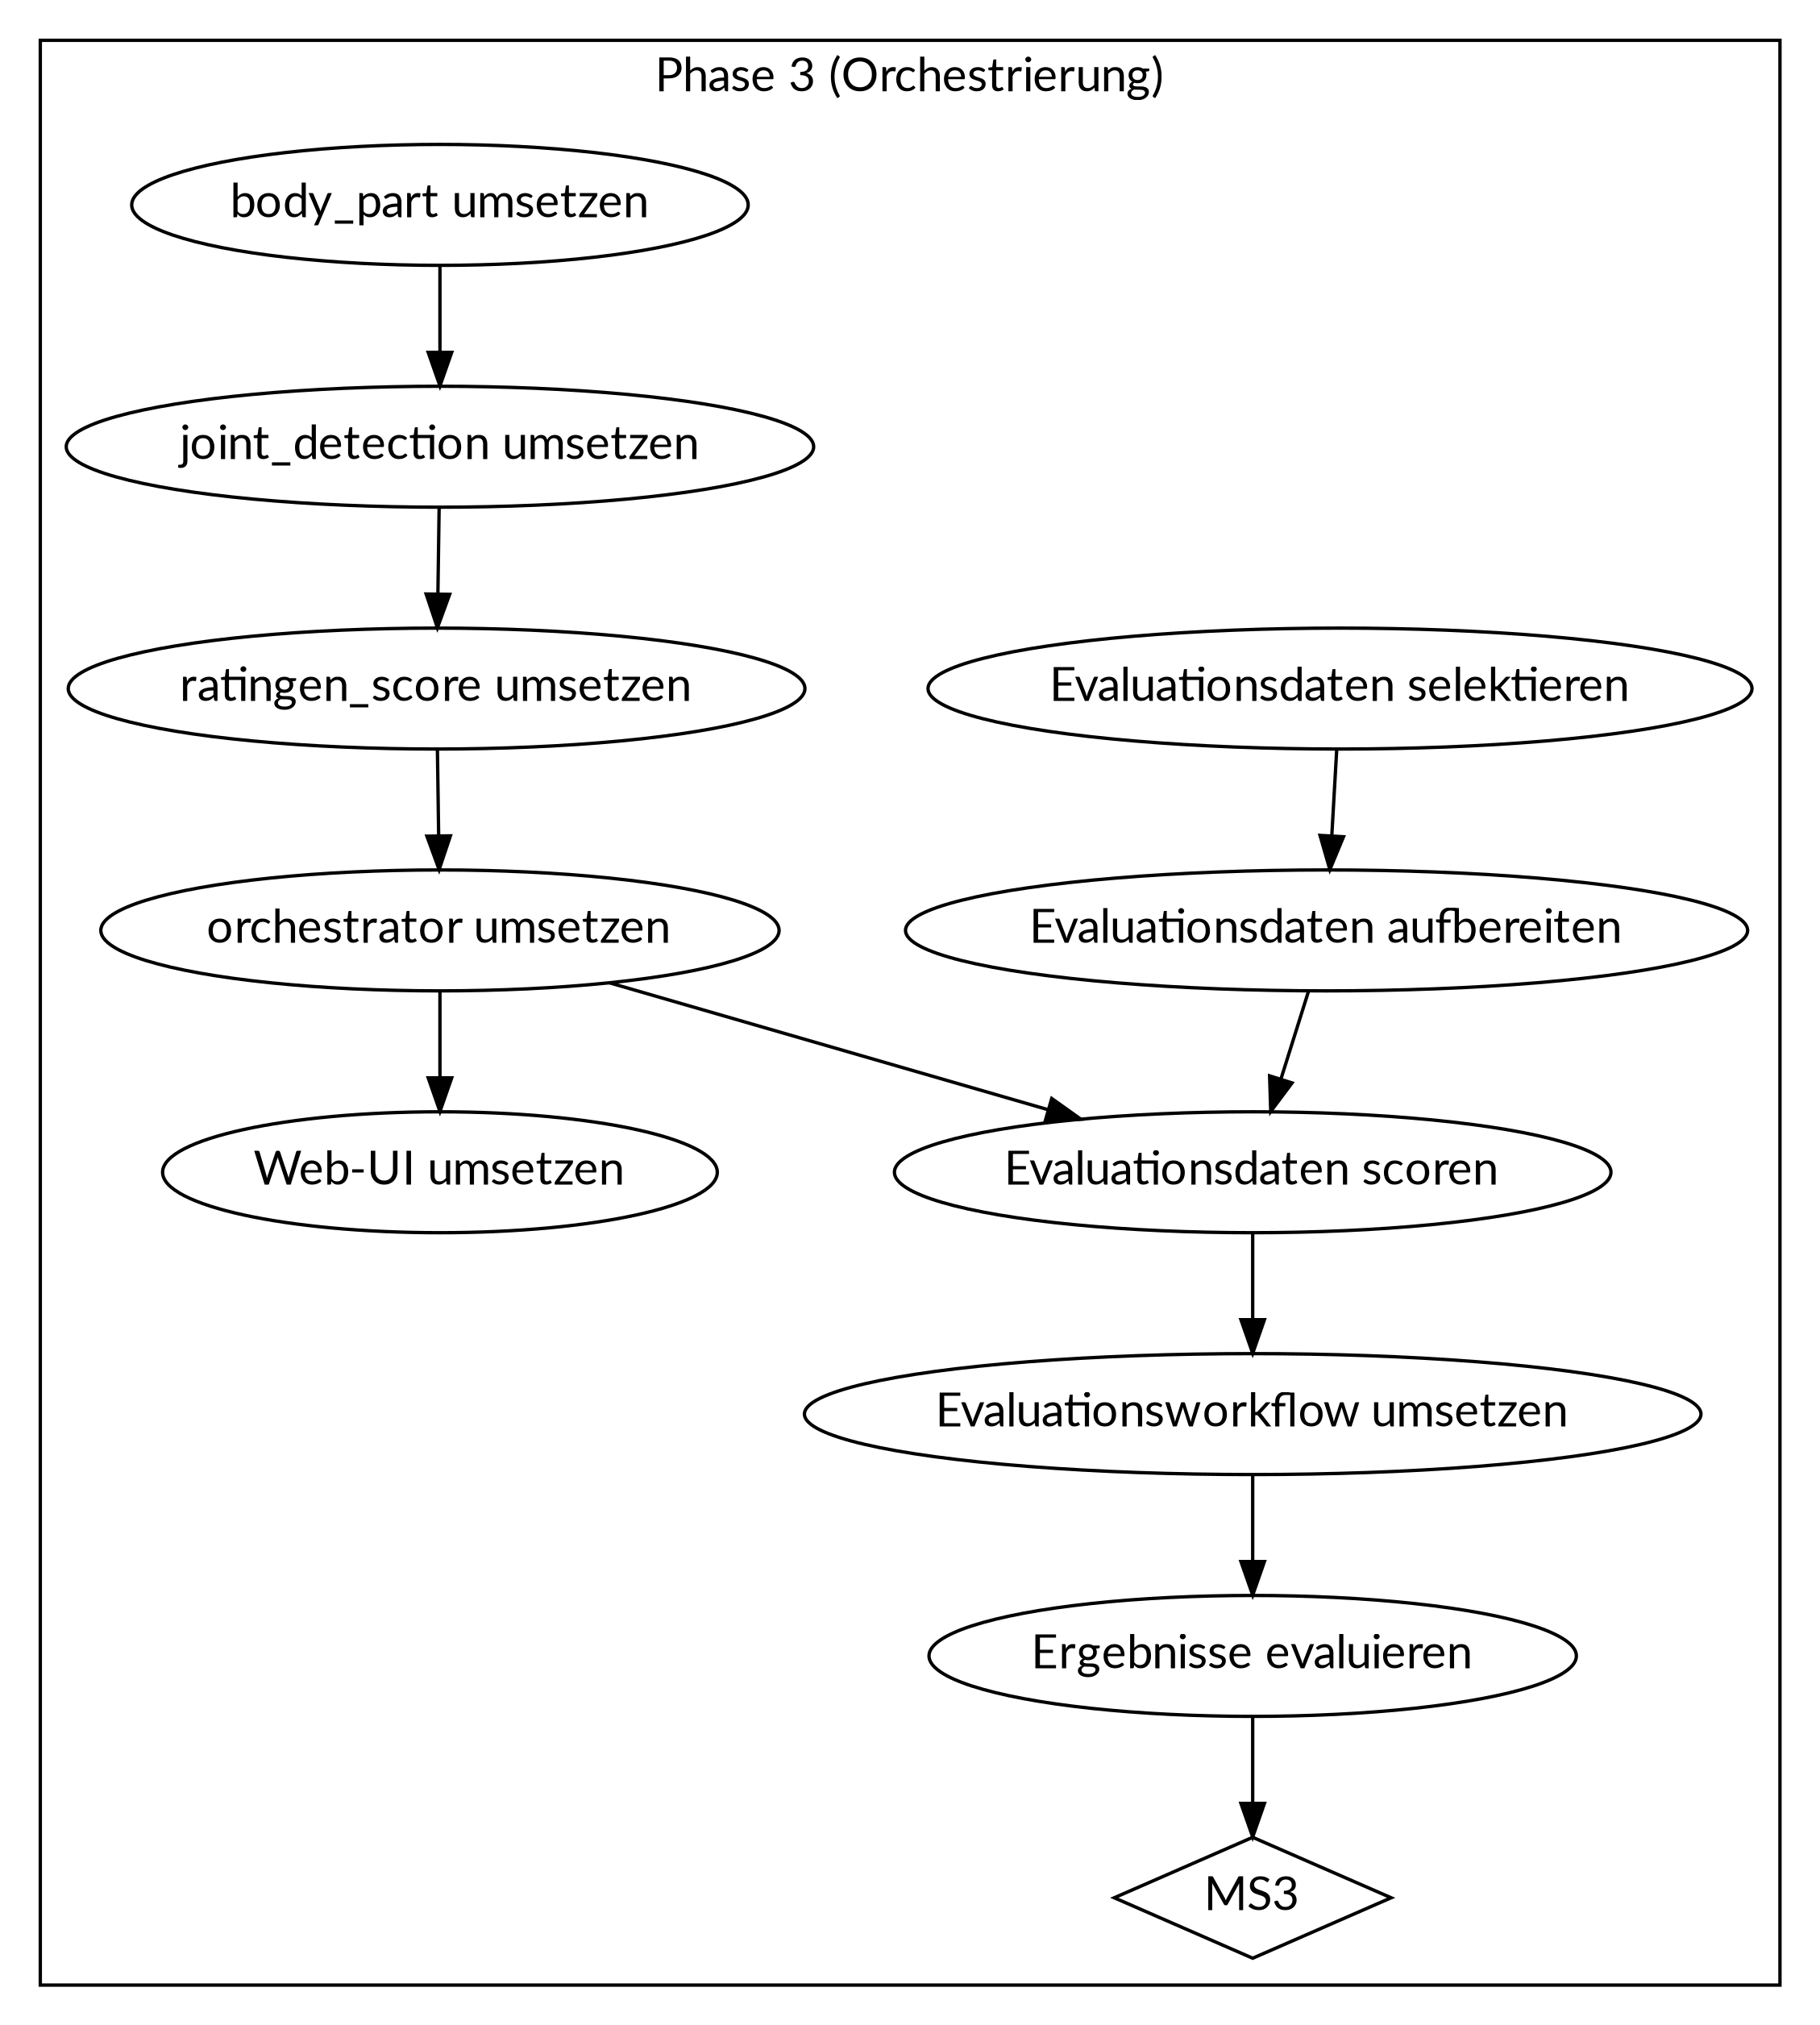 Phase 3 (Orchestrierung)
body_part umsetzen
joint_detection umsetzen
ratingen_score umsetzen
Evaluationsdaten selektieren
orchestrator umsetzen
Evaluationsdaten aufbereiten
Web-UI umsetzen
Evaluationsdaten scoren
Evaluationsworkflow umsetzen
Ergebnisse evaluieren
MS3